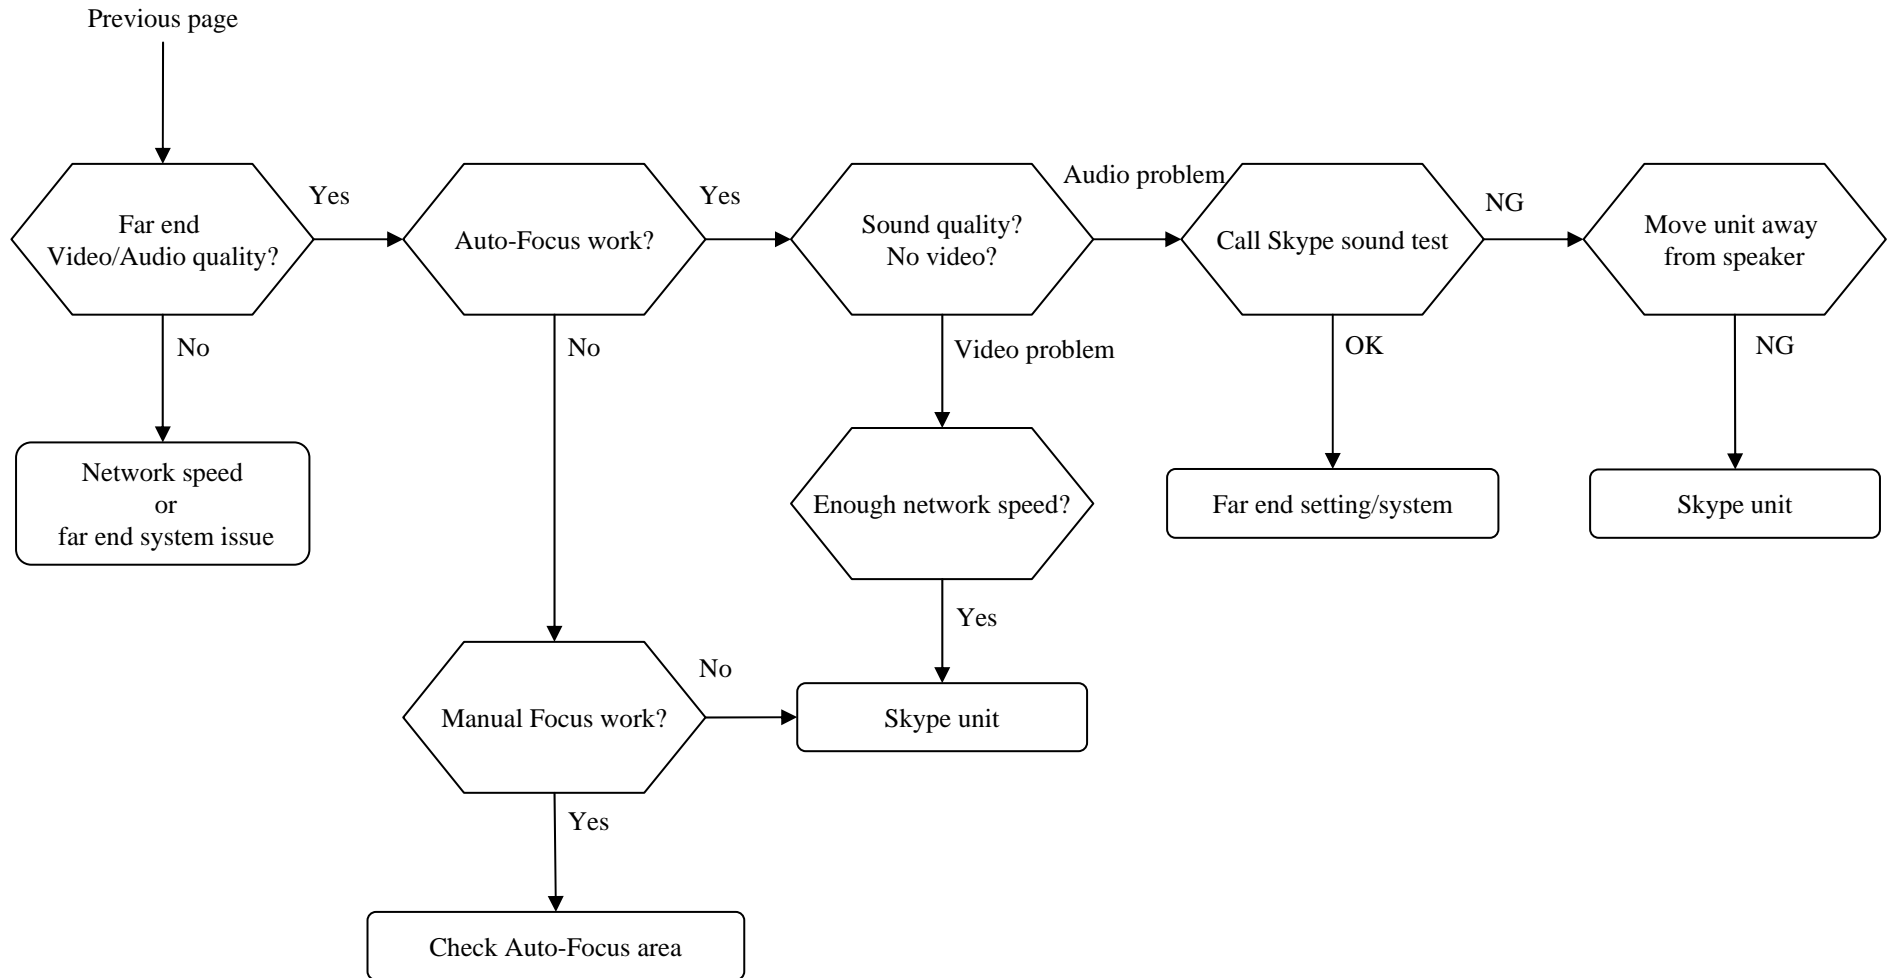 Previous page
Far end
Video/Audio quality?
Yes
Auto-Focus work?
Yes
Sound quality?
No video?
Audio problem
Call Skype sound test
NG
Move unit away
from speaker
No
No
Video problem
OK
NG
Network speed
or
far end system issue
Enough network speed?
Far end setting/system
Skype unit
Yes
Manual Focus work?
No
Skype unit
Yes
Check Auto-Focus area